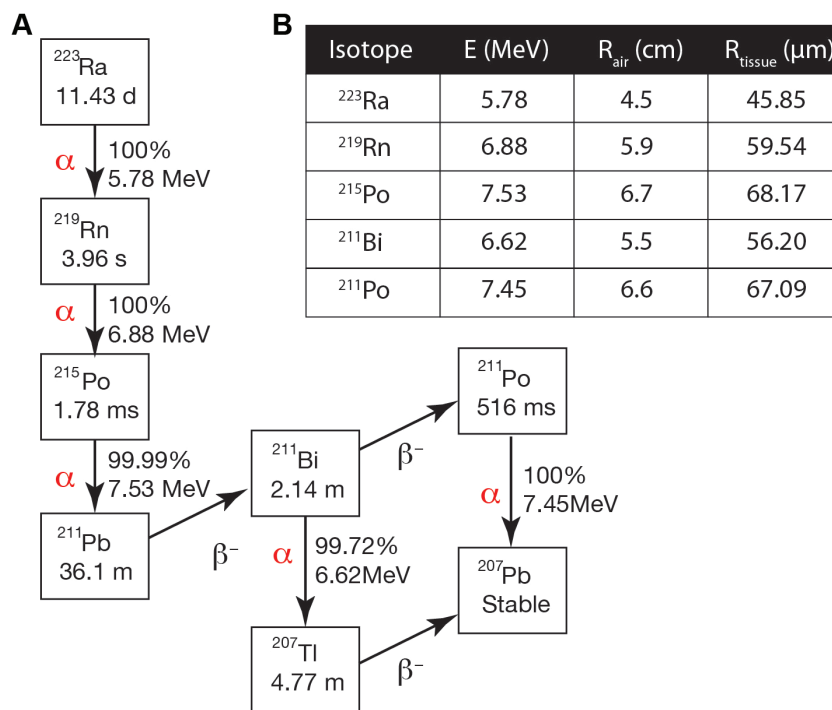 A
B
²²³Ra
11.43 d
α
100%
5.78 MeV
²¹⁹Rn
3.96 s
α
100%
6.88 MeV
²¹⁵Po
1.78 ms
α
99.99%
7.53 MeV
²¹¹Pb
36.1 m
β⁻
²¹¹Bi
2.14 m
β⁻
α
99.72%
6.62MeV
²⁰⁷Tl
4.77 m
β⁻
²¹¹Po
516 ms
α
100%
7.45MeV
²⁰⁷Pb
Stable
Isotope E (MeV) R_air (cm) R_tissue (μm)
²²³Ra 5.78 4.5 45.85
²¹⁹Rn 6.88 5.9 59.54
²¹⁵Po 7.53 6.7 68.17
²¹¹Bi 6.62 5.5 56.20
²¹¹Po 7.45 6.6 67.09